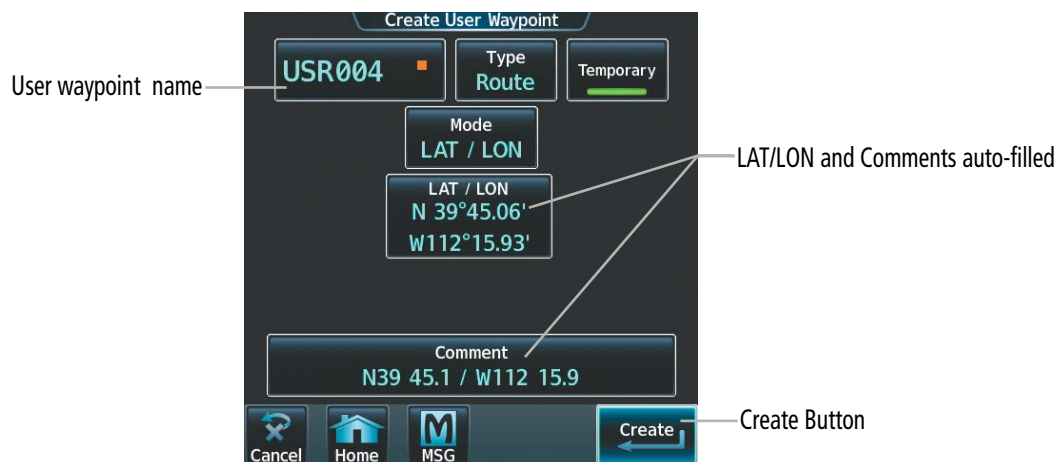 Create User Waypoint
User waypoint name
USR004
Type
Route
Temporary
Mode
LAT / LON
LAT/LON and Comments auto-filled
LAT / LON
N 39°45.06'
W112°15.93'
Comment
N39 45.1 / W112 15.9
Cancel
Home
MSG
Create
Create Button